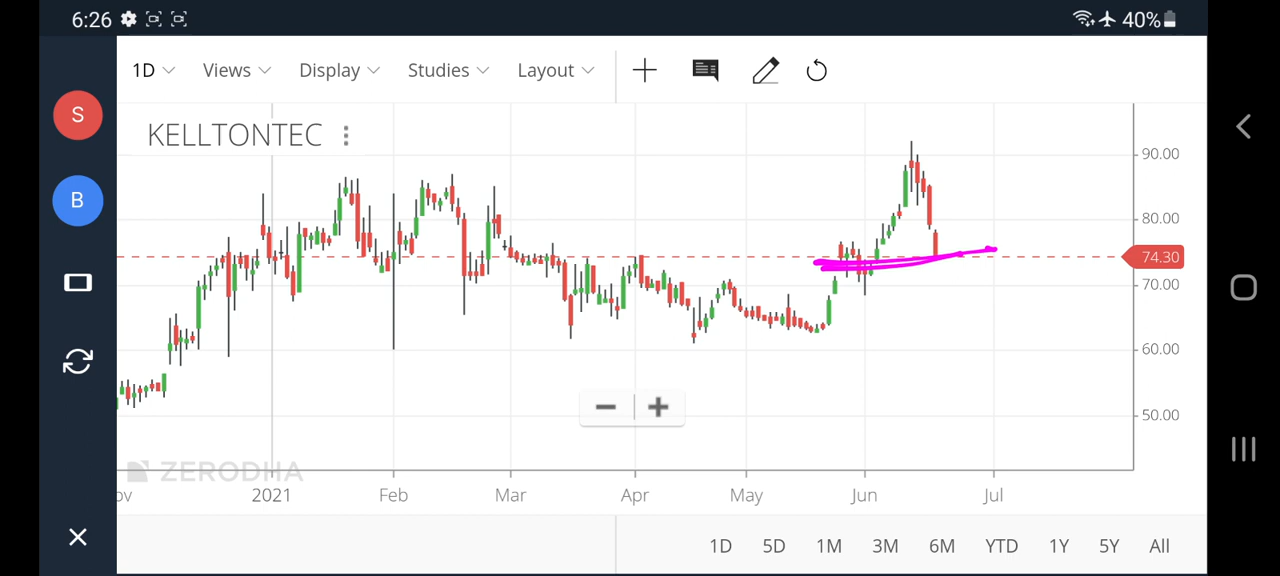 6:26 40%
1D Views Display Studies Layout
S
KELLTONTEC
B
90.00
80.00
74.30
70.00
60.00
50.00
ZERODHA
ov 2021 Feb Mar Apr May Jun Jul
1D 5D 1M 3M 6M YTD 1Y 5Y All